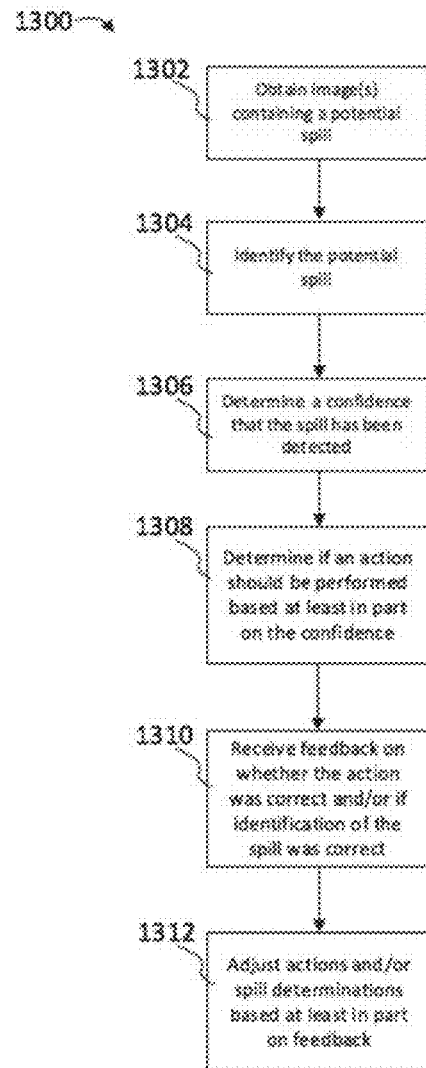 1300
1302
Obtain image(s)
containing a potential
spill
1304
Identify the potential
spill
1306
Determine a confidence
that the spill has been
detected
1308
Determine if an action
should be performed
based at least in part
on the confidence
1310
Receive feedback on
whether the action
was correct and/or if
identification of the
spill was correct
1312
Adjust actions and/or
spill determinations
based at least in part
on feedback